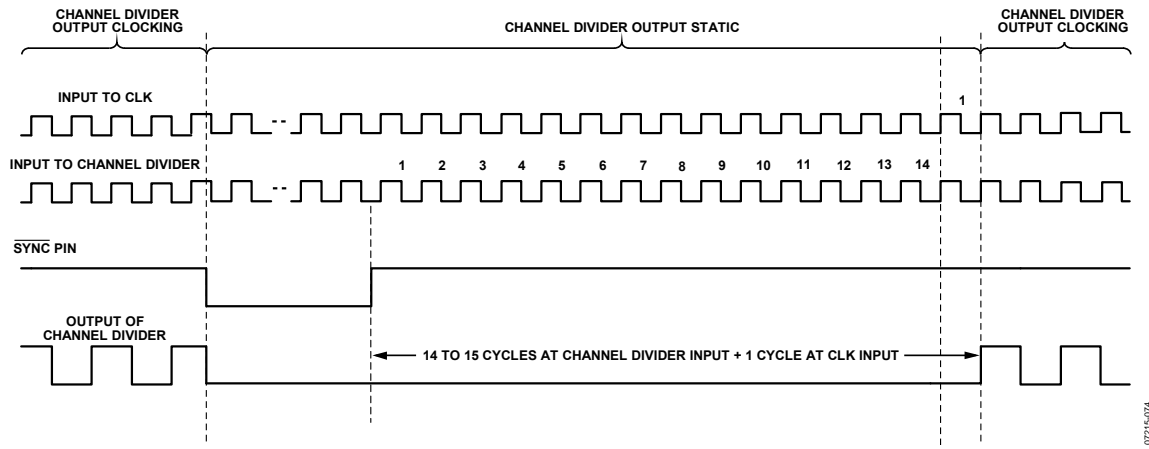 CHANNEL DIVIDER
OUTPUT CLOCKING
CHANNEL DIVIDER OUTPUT STATIC
CHANNEL DIVIDER
OUTPUT CLOCKING
INPUT TO CLK
1
INPUT TO CHANNEL DIVIDER
1 2 3 4 5 6 7 8 9 10 11 12 13 14
SYNC PIN
OUTPUT OF
CHANNEL DIVIDER
14 TO 15 CYCLES AT CHANNEL DIVIDER INPUT + 1 CYCLE AT CLK INPUT
07215-074